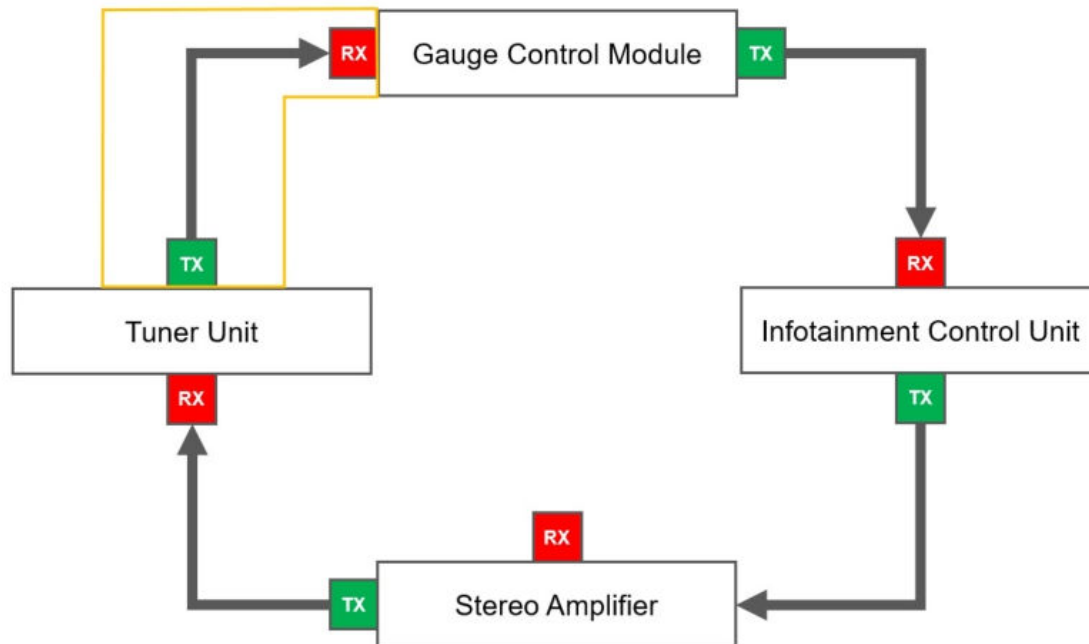 RX
Gauge Control Module
TX
TX
RX
Tuner Unit
Infotainment Control Unit
RX
TX
RX
TX
Stereo Amplifier